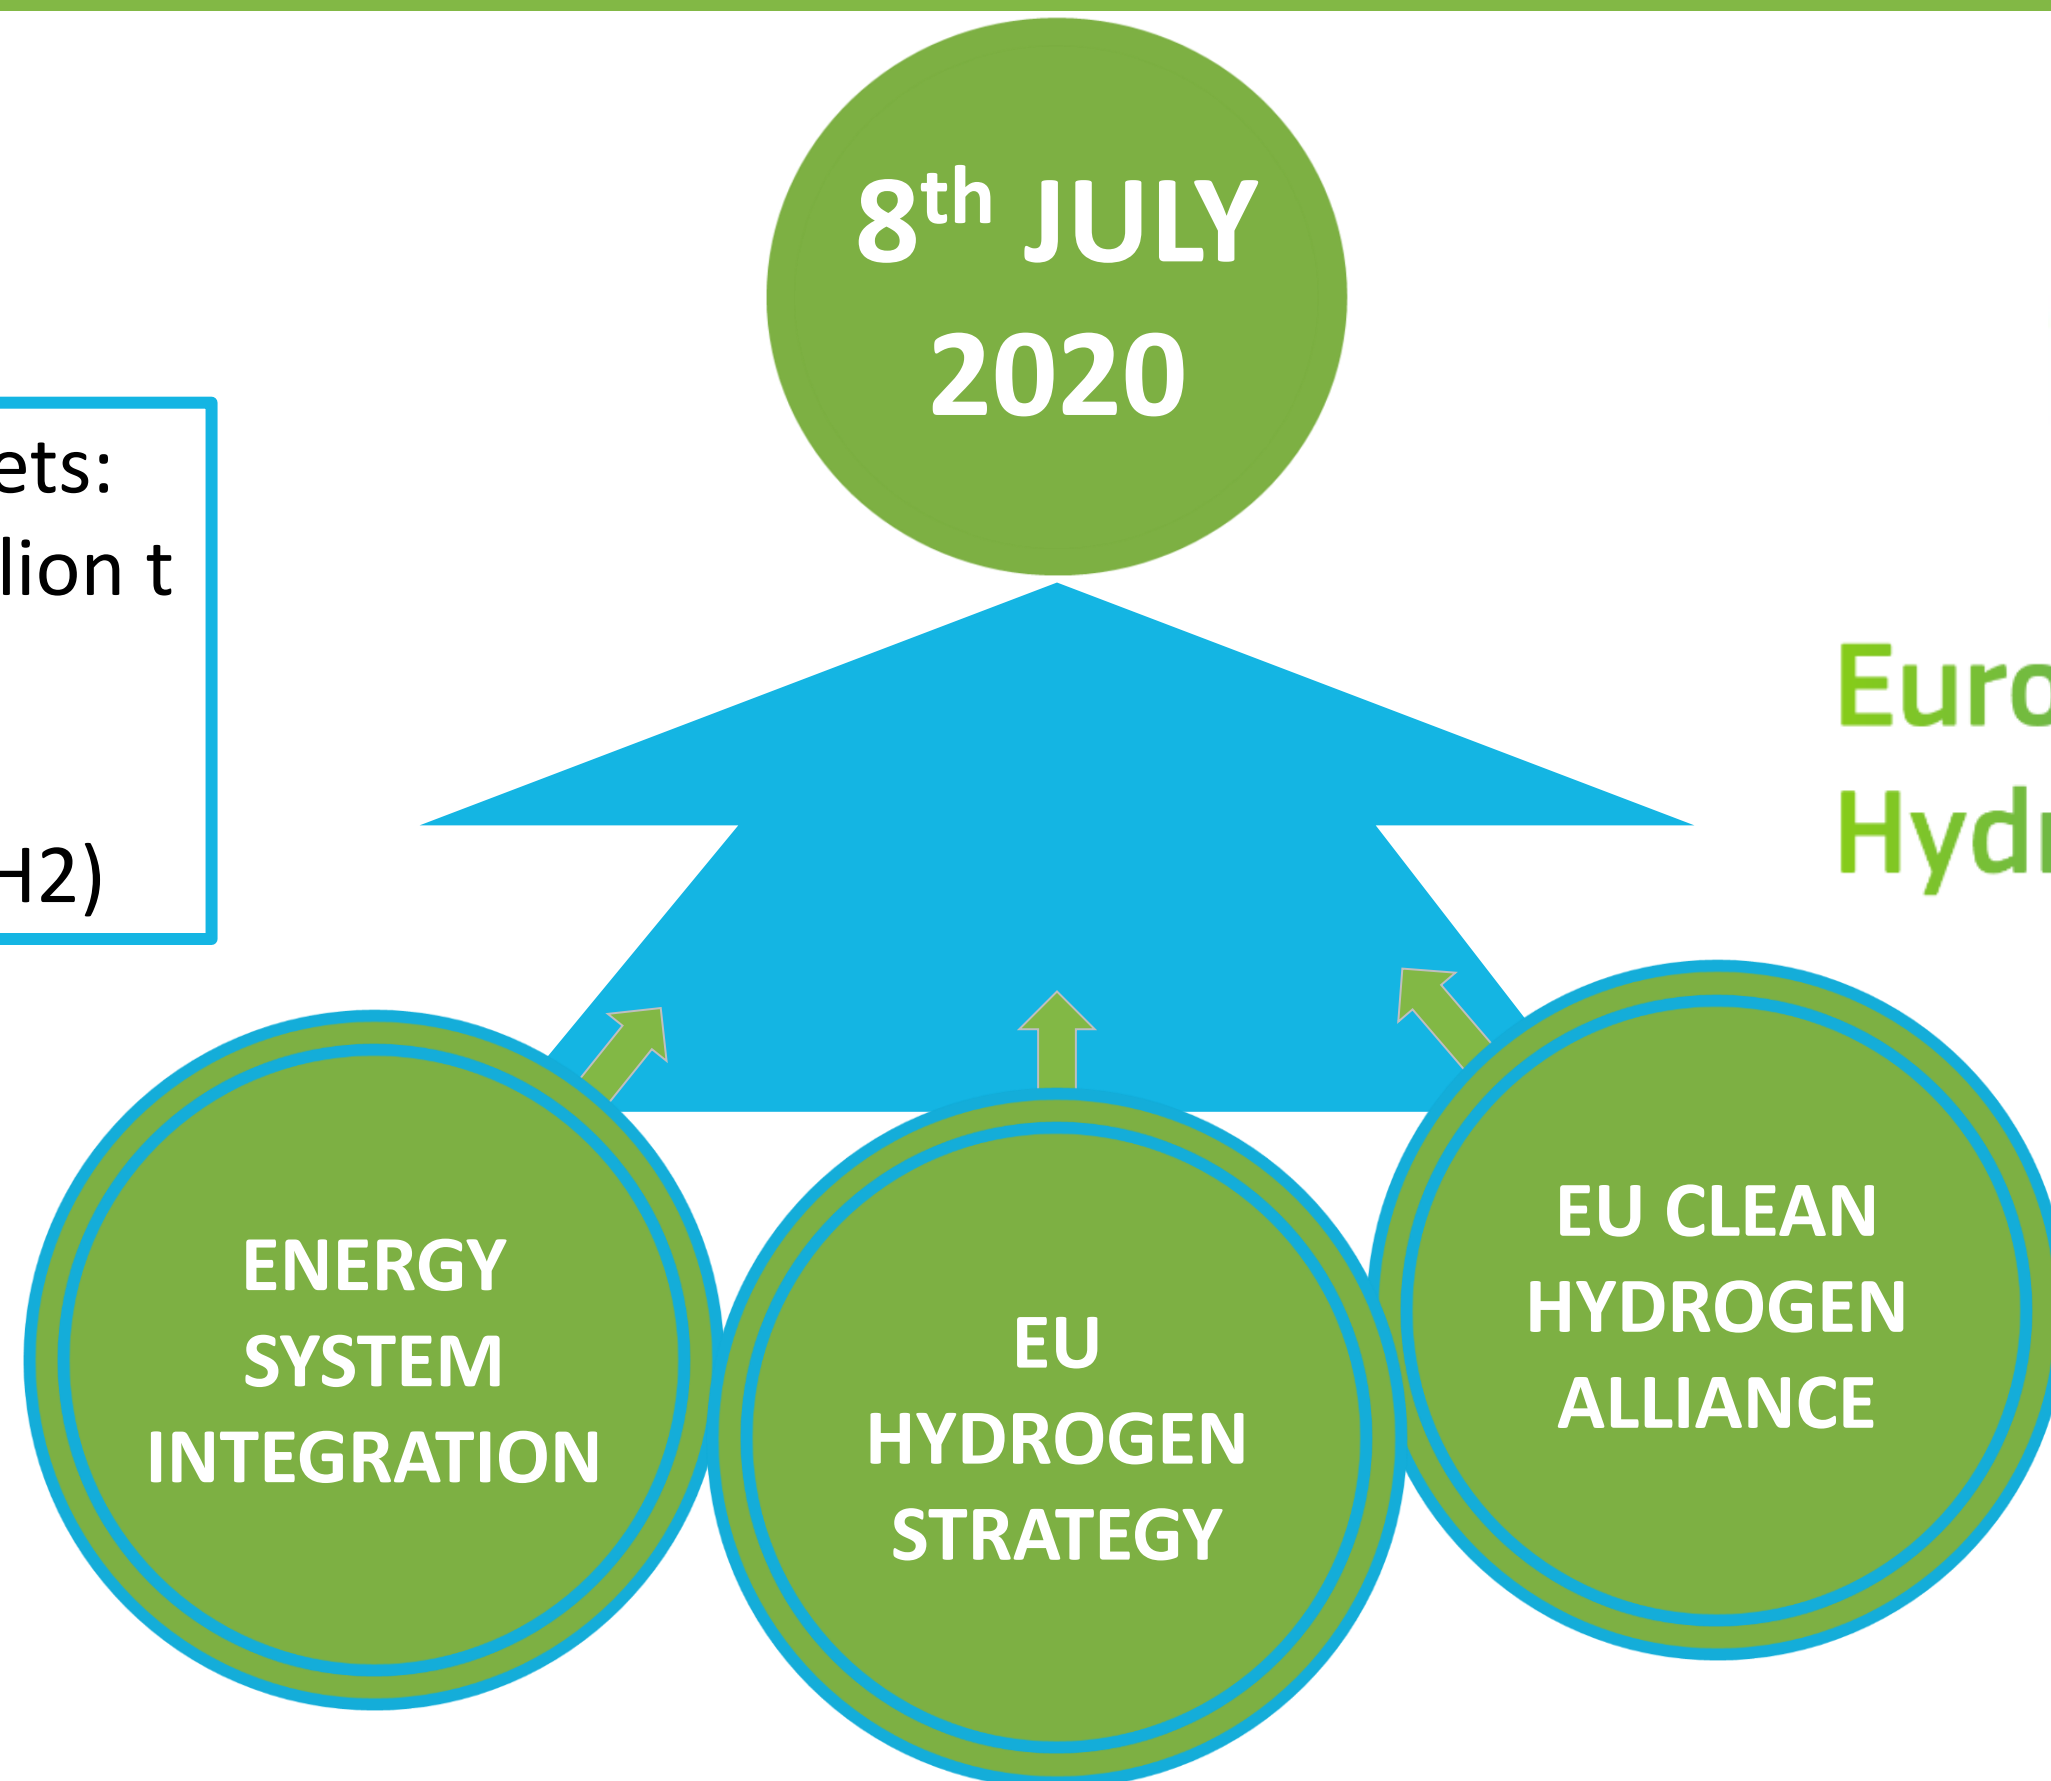 8th JULY
2020
ets:
lion t
H2)
Euro
Hyd
ENERGY
SYSTEM
INTEGRATION
EU
HYDROGEN
STRATEGY
EU CLEAN
HYDROGEN
ALLIANCE